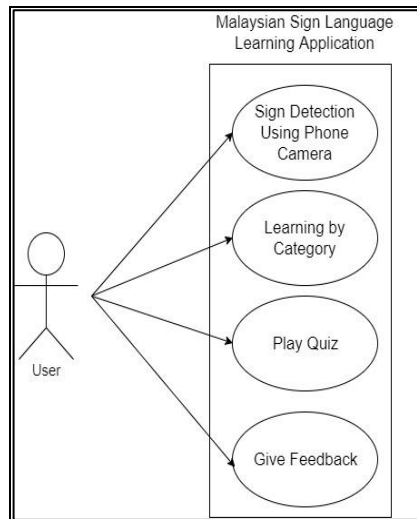 Malaysian Sign Language
Learning Application
Sign Detection
Using Phone
Camera
Learning by
Category
Play Quiz
User
Give Feedback